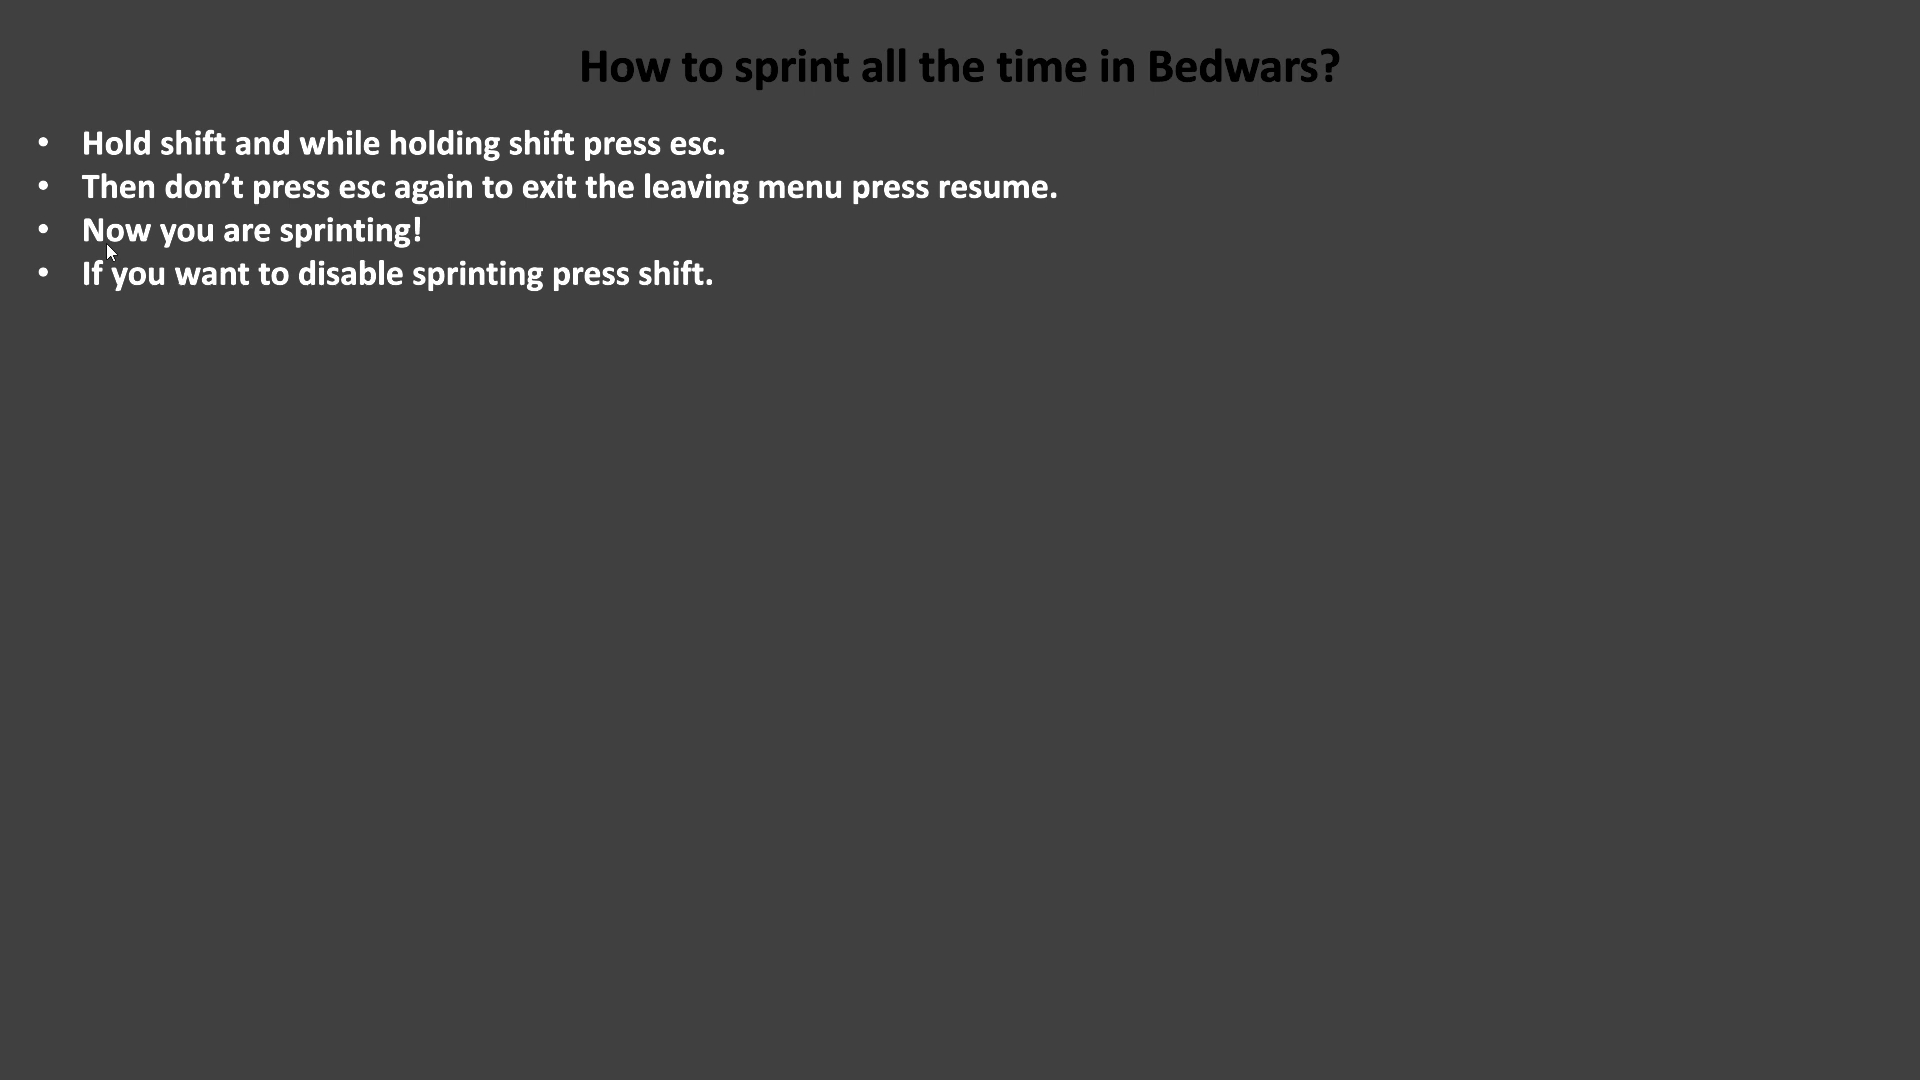 How to sprint all the time in Bedwars?
• Hold shift and while holding shift press esc.
• Then don’t press esc again to exit the leaving menu press resume.
• Now you are sprinting!
• If you want to disable sprinting press shift.